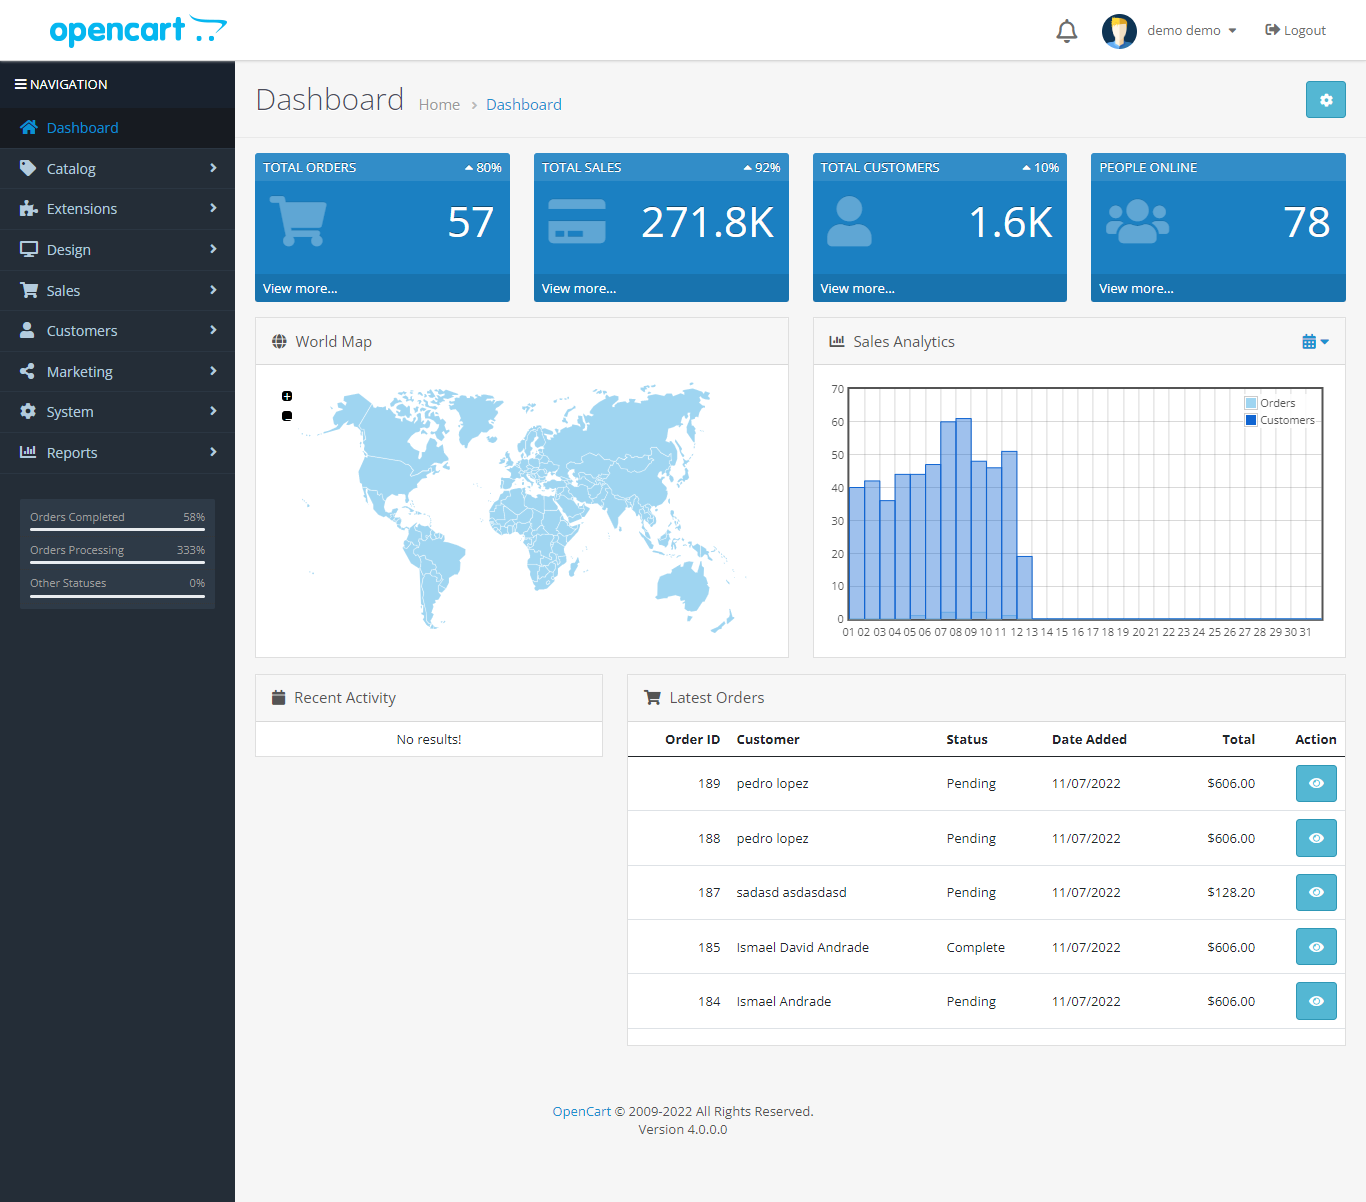 opencart
demo demo
Logout
NAVIGATION
Dashboard
Catalog
Extensions
Design
Sales
Customers
Marketing
System
Reports
Orders Completed 58%
Orders Processing 333%
Other Statuses 0%
Dashboard Home > Dashboard
TOTAL ORDERS 80%
57
View more...
TOTAL SALES 92%
271.8K
View more...
TOTAL CUSTOMERS 10%
1.6K
View more...
PEOPLE ONLINE
78
View more...
World Map
Sales Analytics
70
60
50
40
30
20
10
0
Orders
Customers
01 02 03 04 05 06 07 08 09 10 11 12 13 14 15 16 17 18 19 20 21 22 23 24 25 26 27 28 29 30 31
Recent Activity
No results!
Latest Orders
Order ID Customer Status Date Added Total Action
189 pedro lopez Pending 11/07/2022 $606.00
188 pedro lopez Pending 11/07/2022 $606.00
187 sadasd asdasdasd Pending 11/07/2022 $128.20
185 Ismael David Andrade Complete 11/07/2022 $606.00
184 Ismael Andrade Pending 11/07/2022 $606.00
OpenCart © 2009-2022 All Rights Reserved.
Version 4.0.0.0